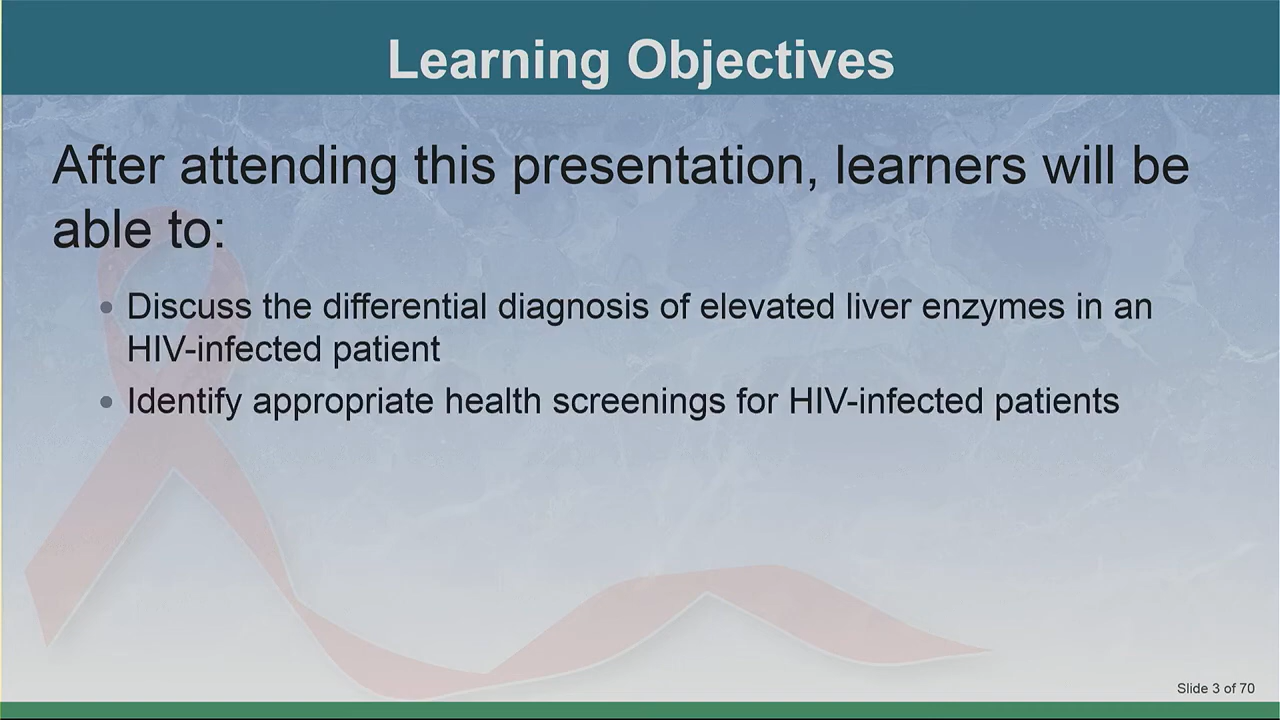 Learning Objectives
After attending this presentation, learners will be
able to:
• Discuss the differential diagnosis of elevated liver enzymes in an
HIV-infected patient
• Identify appropriate health screenings for HIV-infected patients
Slide 3 of 70